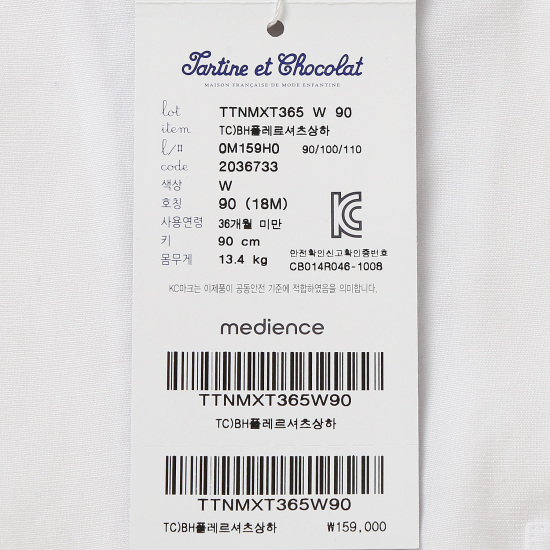 Tartine et Chocolat
MAISON FRANÇAISE DE MODE ENFANTINE
lot TTNMXT365 W 90
item TC)BH플레르셔츠상하
l/# 0M159H0 90/100/110
code 2036733
색상 W
호칭 90 (18M)
사용연령 36개월 미만
키 90 cm
몸무게 13.4 kg
안전확인신고확인증번호
CB014R046-1008
KC마크는 이제품이 공통안전 기준에 적합하였음을 의미합니다.
medience
TTNMXT365W90
TC)BH플레르셔츠상하
TTNMXT365W90
TC)BH플레르셔츠상하 ₩159,000